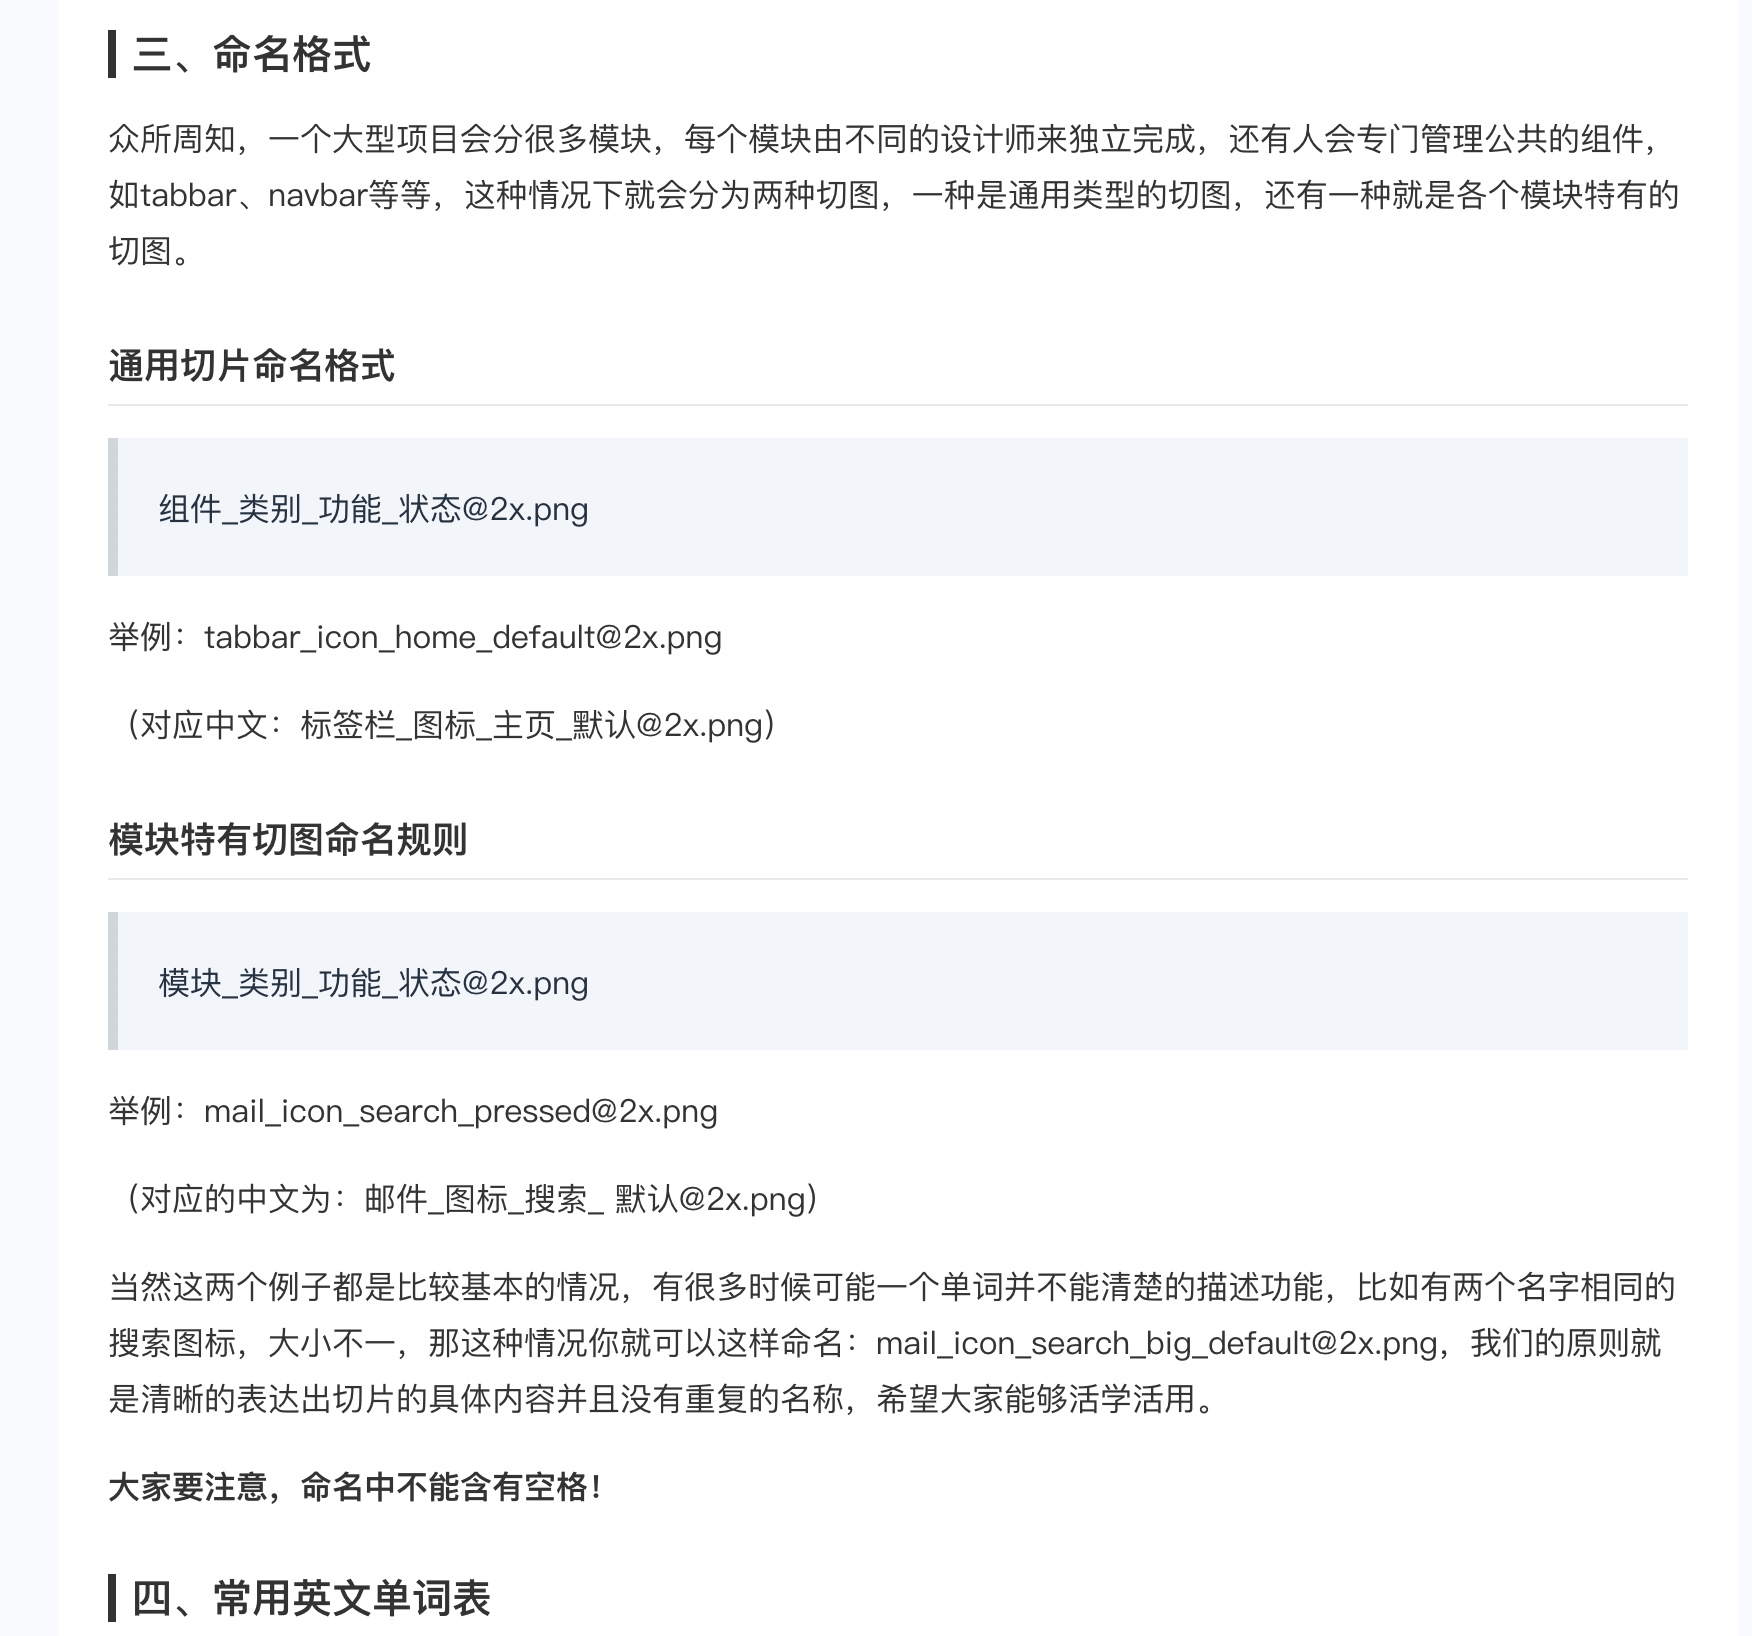 三、命名格式
众所周知，一个大型项目会分很多模块，每个模块由不同的设计师来独立完成，还有人会专门管理公共的组件，
如tabbar、navbar等等，这种情况下就会分为两种切图，一种是通用类型的切图，还有一种就是各个模块特有的
切图。
通用切片命名格式
组件_类别_功能_状态@2x.png
举例：tabbar_icon_home_default@2x.png
（对应中文：标签栏_图标_主页_默认@2x.png）
模块特有切图命名规则
模块_类别_功能_状态@2x.png
举例：mail_icon_search_pressed@2x.png
（对应的中文为：邮件_图标_搜索_ 默认@2x.png）
当然这两个例子都是比较基本的情况，有很多时候可能一个单词并不能清楚的描述功能，比如有两个名字相同的
搜索图标，大小不一，那这种情况你就可以这样命名：mail_icon_search_big_default@2x.png，我们的原则就
是清晰的表达出切片的具体内容并且没有重复的名称，希望大家能够活学活用。
大家要注意，命名中不能含有空格！
四、常用英文单词表